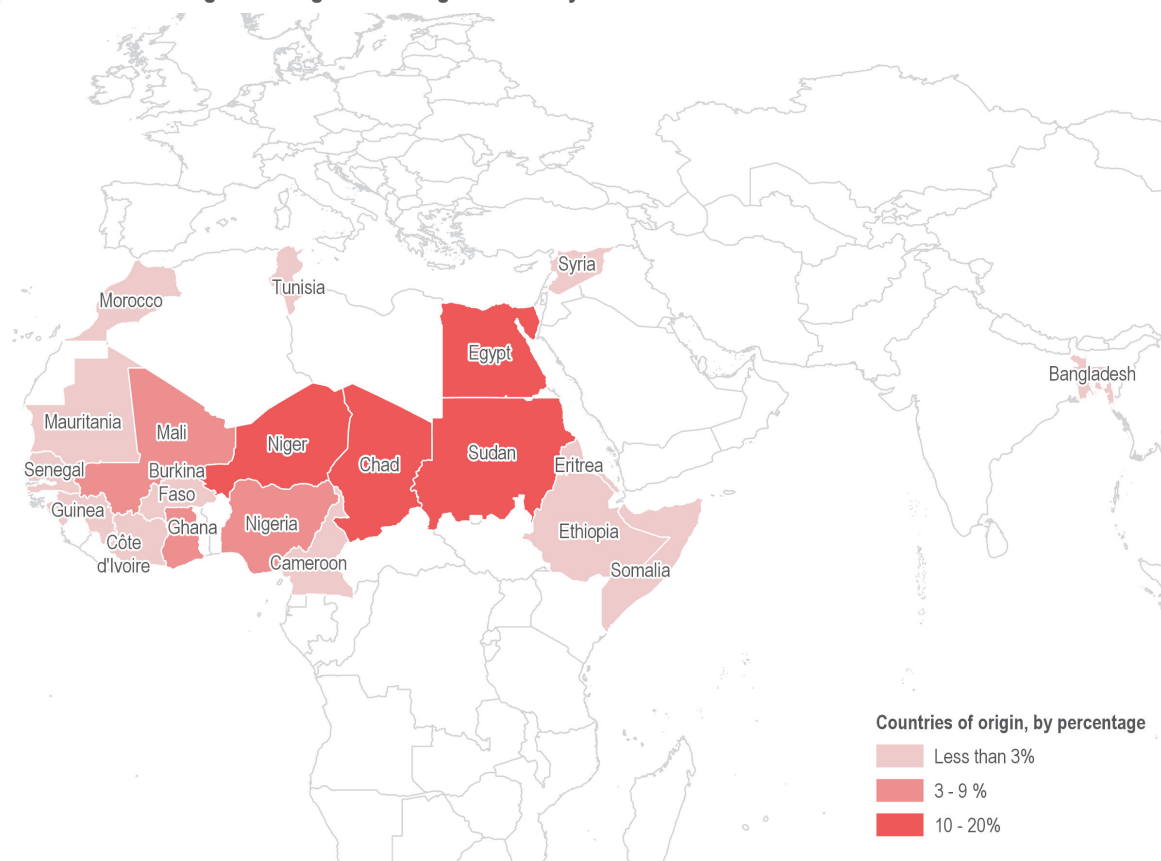 Syria
Tunisia
Morocco
Egypt
Bangladesh
Mauritania
Mali
Niger
Chad
Sudan
Senegal
Burkina
Faso
Eritrea
Guinea
Ghana
Nigeria
Ethiopia
Côte
d'Ivoire
Cameroon
Somalia
Countries of origin, by percentage
Less than 3%
3 - 9 %
10 - 20%